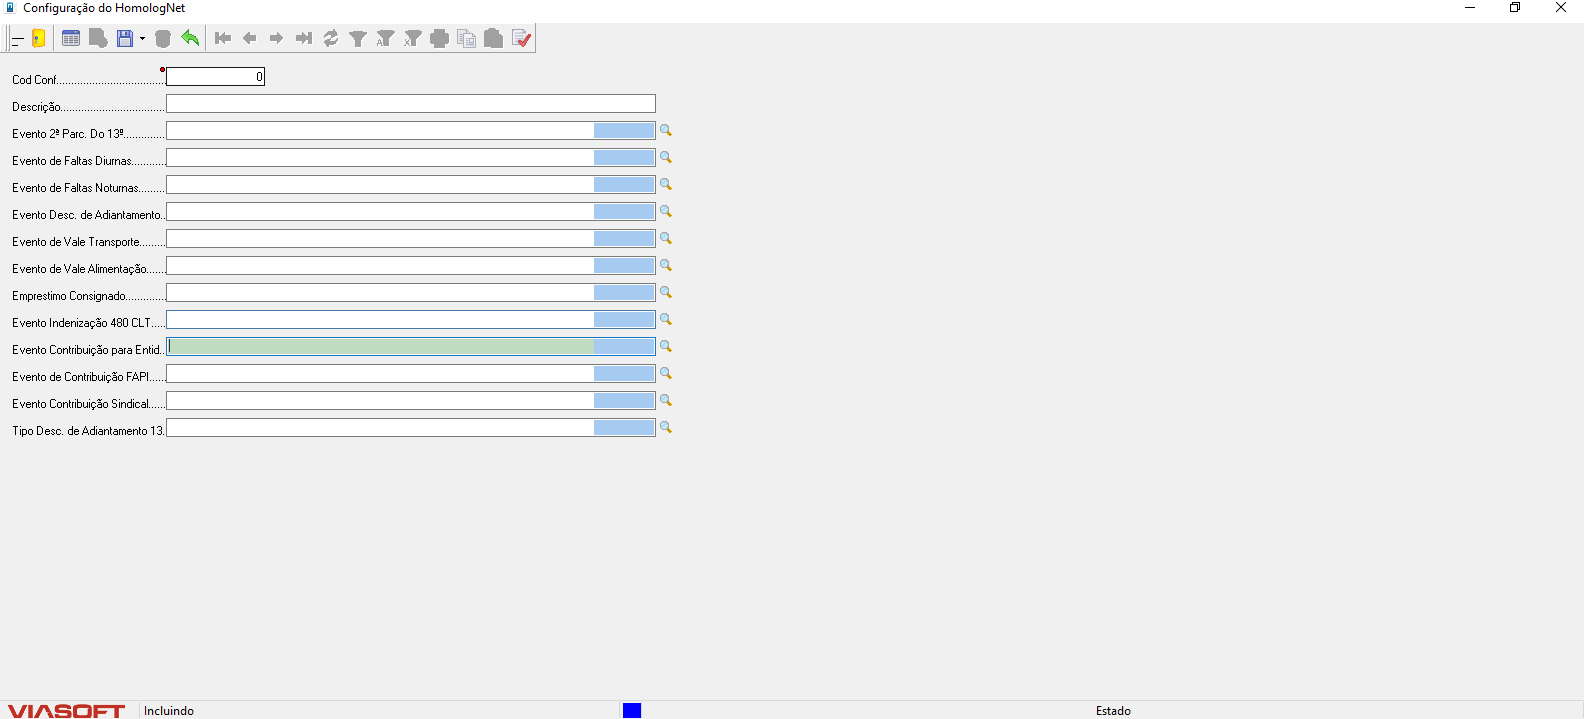 Configuração do HomologNet
Cod Conf.....................................
0
Descrição...................................
Evento 2ª Parc. Do 13º..............
Evento de Faltas Diurnas............
Evento de Faltas Noturnas.........
Evento Desc. de Adiantamento..
Evento de Vale Transporte.........
Evento de Vale Alimentação.......
Emprestimo Consignado..............
Evento Indenização 480 CLT.....
Evento Contribuição para Entid..
Evento de Contribuição FAPI......
Evento Contribuição Sindical......
Tipo Desc. de Adiantamento 13.
VIASOFT
Incluindo
Estado